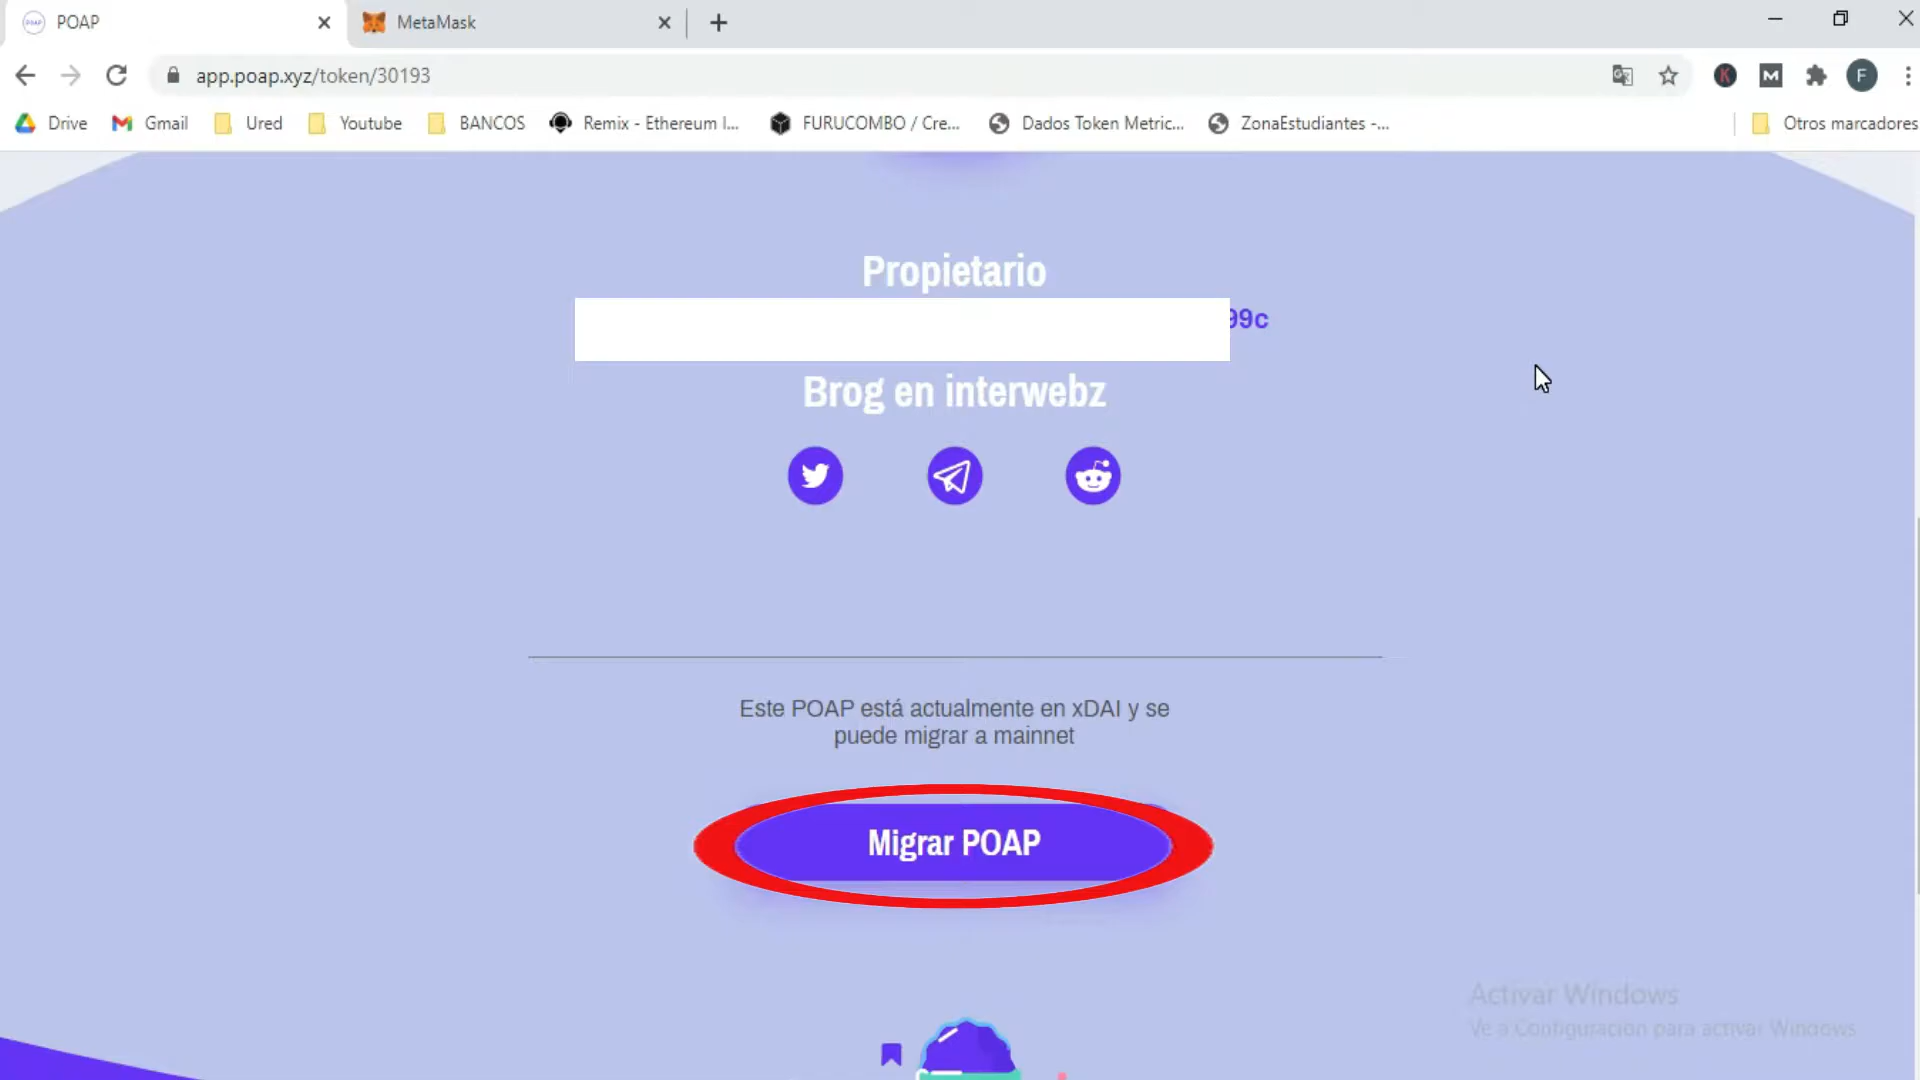 POAP
MetaMask
app.poap.xyz/token/30193
F
Drive
Gmail
Ured
Youtube
BANCOS
Remix - Ethereum I...
FURUCOMBO / Cre...
Dados Token Metric...
ZonaEstudiantes -...
Otros marcadores
Propietario
99c
Brog en interwebz
Este POAP está actualmente en xDAI y se
puede migrar a mainnet
Migrar POAP
Activar Windows
Ve a Configuración para activar Windows